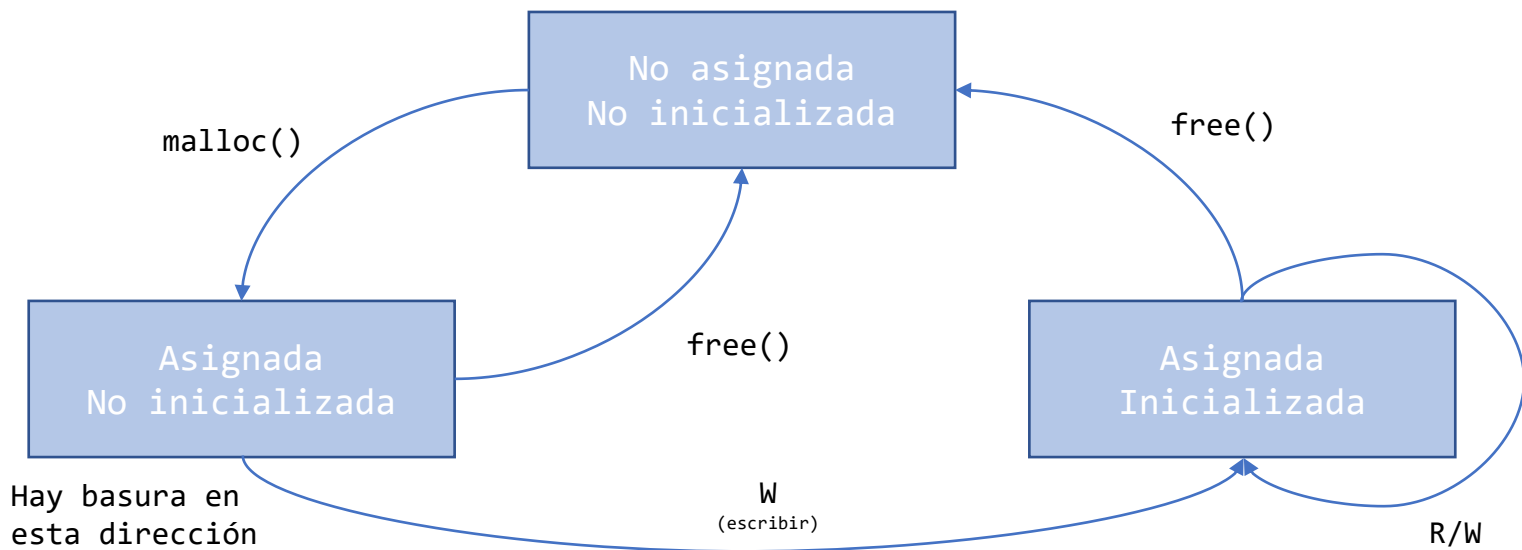 No asignada
No inicializada
malloc()
free()
free()
Asignada
No inicializada
Asignada
Inicializada
Hay basura en
esta dirección
W
(escribir)
R/W